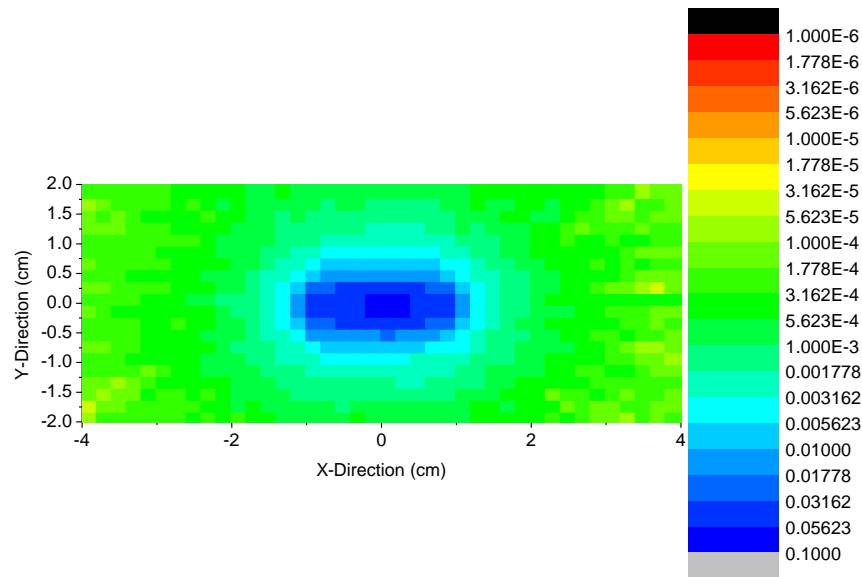 1.000E-6
1.778E-6
3.162E-6
5.623E-6
1.000E-5
1.778E-5
3.162E-5
5.623E-5
1.000E-4
1.778E-4
3.162E-4
5.623E-4
1.000E-3
0.001778
0.003162
0.005623
0.01000
0.01778
0.03162
0.05623
0.1000
Y-Direction (cm)
2.0
1.5
1.0
0.5
0.0
-0.5
-1.0
-1.5
-2.0
-4 -2 0 2 4
X-Direction (cm)